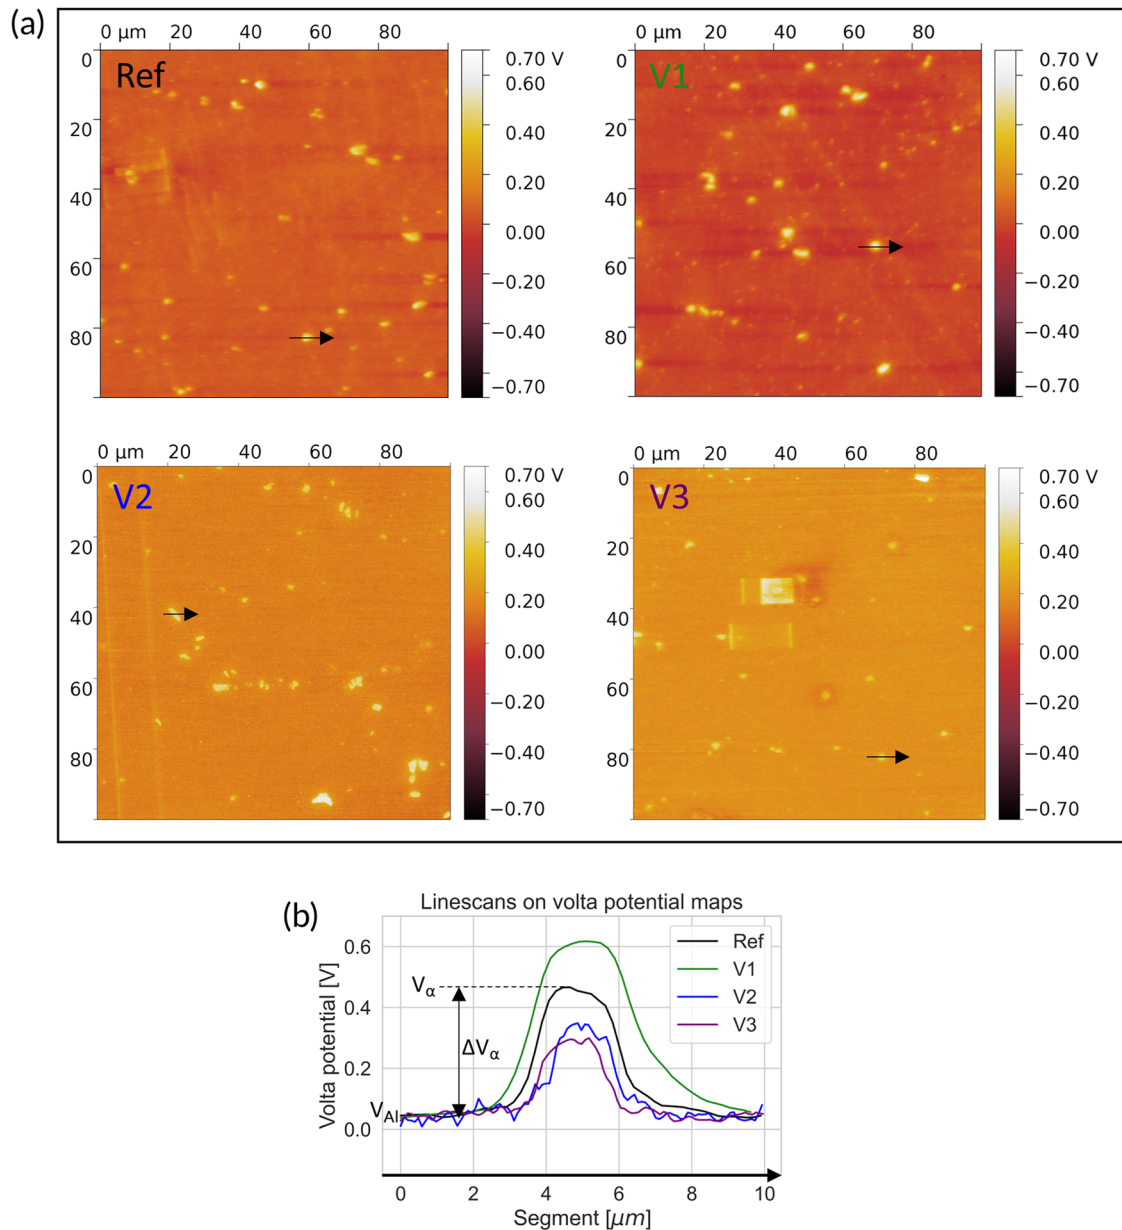 (a)
0 µm 20 40 60 80
0
20
40
60
80
Ref
0.70 V
0.60
0.40
0.20
0.00
−0.20
−0.40
−0.70
0 µm 20 40 60 80
0
20
40
60
80
V1
0.70 V
0.60
0.40
0.20
0.00
−0.20
−0.40
−0.70
0 µm 20 40 60 80
0
20
40
60
80
V2
0.70 V
0.60
0.40
0.20
0.00
−0.20
−0.40
−0.70
0 µm 20 40 60 80
0
20
40
60
80
V3
0.70 V
0.60
0.40
0.20
0.00
−0.20
−0.40
−0.70
(b)
Linescans on volta potential maps
Volta potential [V]
0.6
0.4
0.2
0.0
Vα
ΔVα
VAl
Ref
V1
V2
V3
0 2 4 6 8 10
Segment [µm]